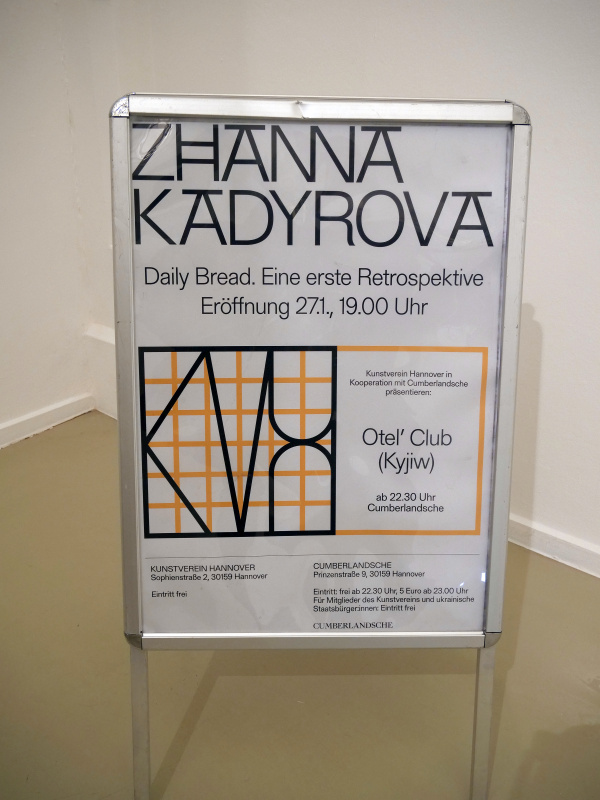 ZHANNA
KADYROVA
Daily Bread. Eine erste Retrospektive
Eröffnung 27.1., 19.00 Uhr
Kunstverein Hannover in
Kooperation mit Cumberlandsche
präsentieren:
Otel' Club
(Kyjiw)
ab 22.30 Uhr
Cumberlandsche
KUNSTVEREIN HANNOVER
Sophienstraße 2, 30159 Hannover
Eintritt frei
CUMBERLANDSCHE
Prinzenstraße 9, 30159 Hannover
Eintritt: frei ab 22.30 Uhr, 5 Euro ab 23.00 Uhr
Für Mitglieder des Kunstvereins und ukrainische
Staatsbürger:innen: Eintritt frei
CUMBERLANDSCHE